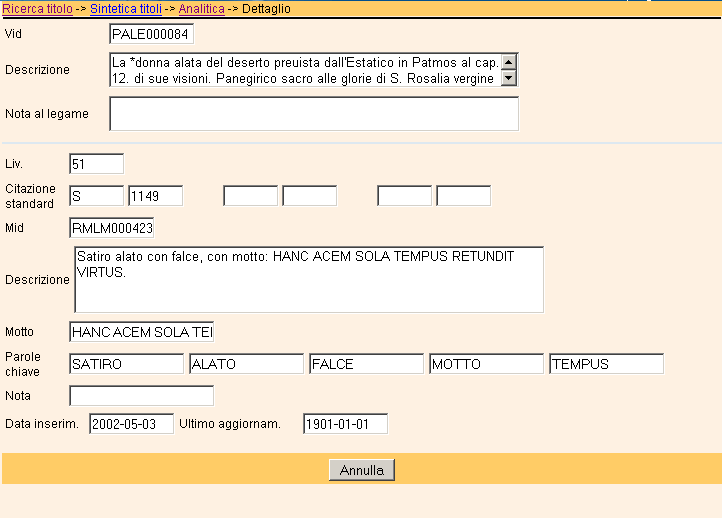 Ricerca titolo -> Sintetica titoli -> Analitica -> Dettaglio
Vid PALE000084
Descrizione La *donna alata del deserto preuista dall'Estatico in Patmos al cap.
12. di sue visioni. Panegirico sacro alle glorie di S. Rosalia vergine
Nota al legame
Liv. 51
Citazione standard S 1149
Mid RMLM000423
Descrizione Satiro alato con falce, con motto: HANC ACEM SOLA TEMPUS RETUNDIT
VIRTUS.
Motto HANC ACEM SOLA TEI
Parole chiave SATIRO ALATO FALCE MOTTO TEMPUS
Nota
Data inserim. 2002-05-03 Ultimo aggiornam. 1901-01-01
Annulla